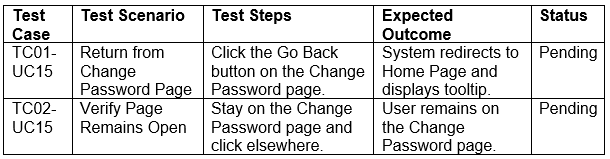 Test Case | Test Scenario | Test Steps | Expected Outcome | Status
TC01-UC15 | Return from Change Password Page | Click the Go Back button on the Change Password page. | System redirects to Home Page and displays tooltip. | Pending
TC02-UC15 | Verify Page Remains Open | Stay on the Change Password page and click elsewhere. | User remains on the Change Password page. | Pending